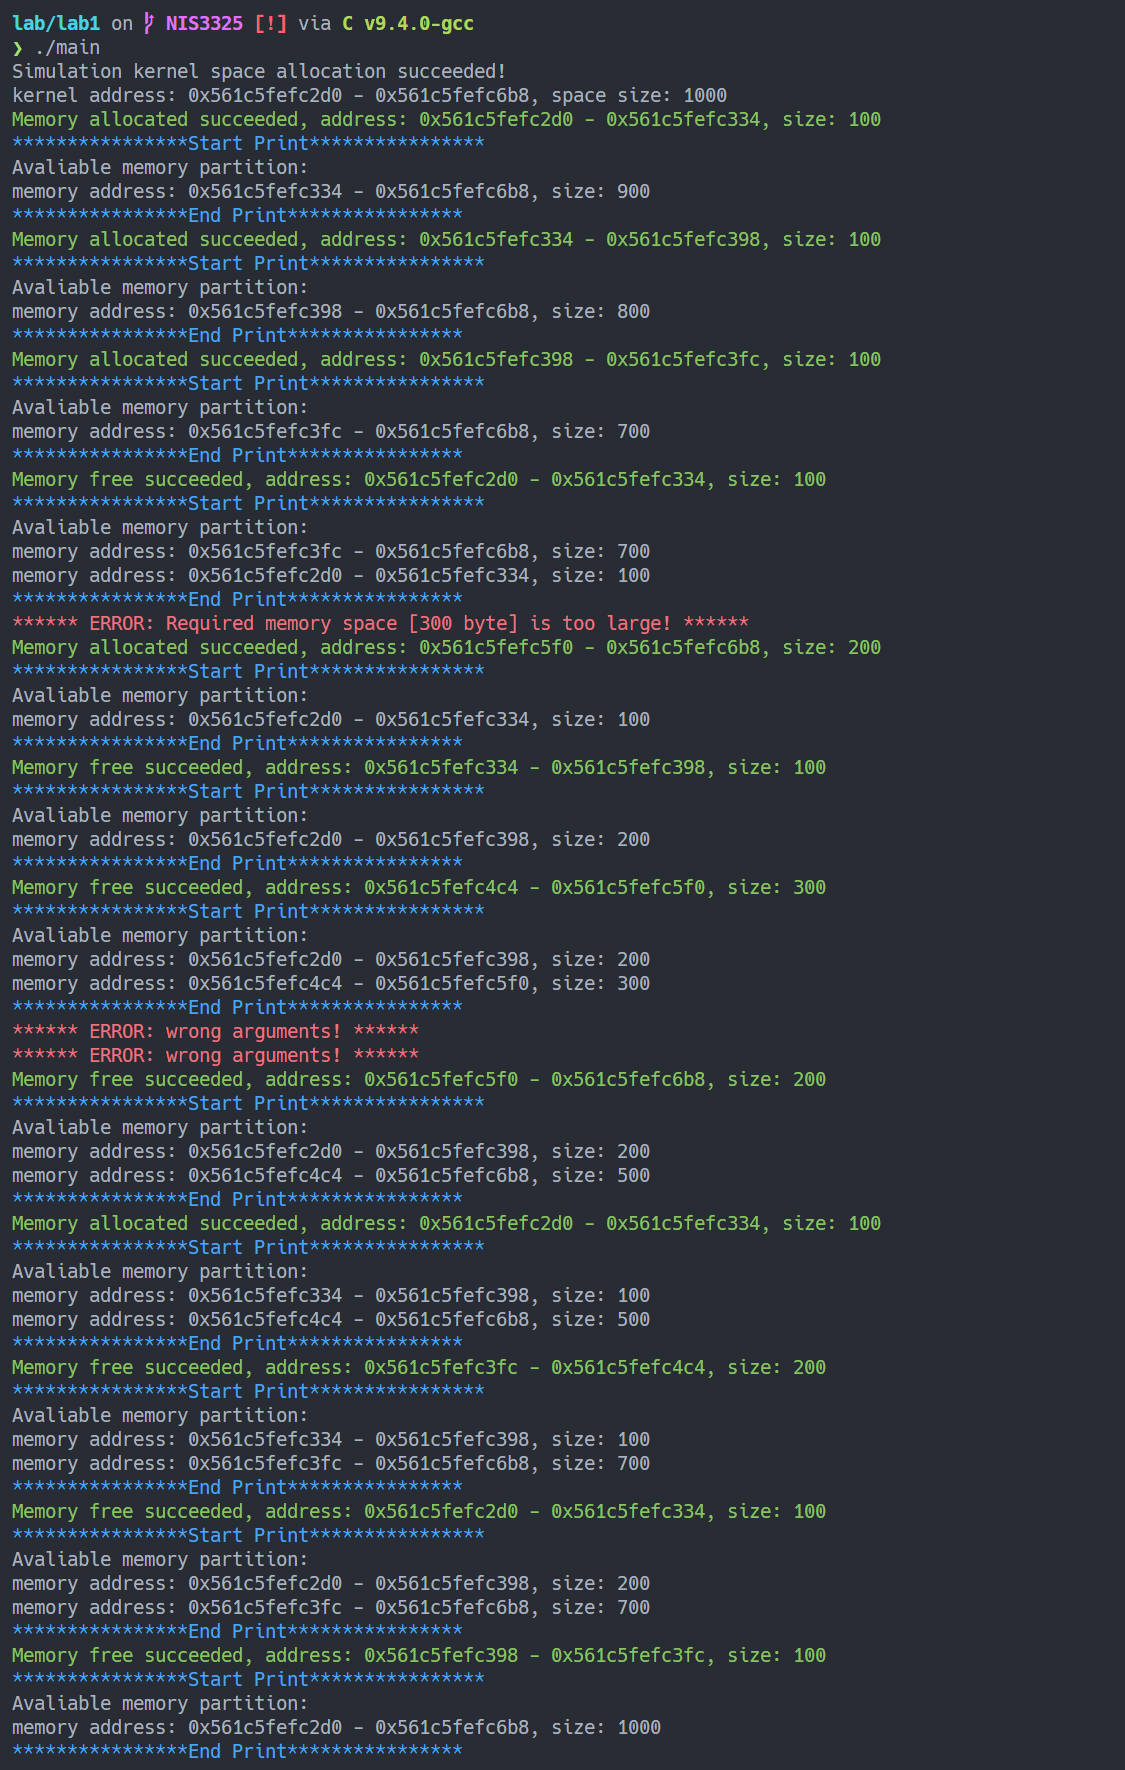 lab/lab1 on  NIS3325 [!] via C v9.4.0-gcc
❯ ./main
Simulation kernel space allocation succeeded!
kernel address: 0x561c5fefc2d0 - 0x561c5fefc6b8, space size: 1000
Memory allocated succeeded, address: 0x561c5fefc2d0 - 0x561c5fefc334, size: 100
****************Start Print****************
Avaliable memory partition:
memory address: 0x561c5fefc334 - 0x561c5fefc6b8, size: 900
****************End Print****************
Memory allocated succeeded, address: 0x561c5fefc334 - 0x561c5fefc398, size: 100
****************Start Print****************
Avaliable memory partition:
memory address: 0x561c5fefc398 - 0x561c5fefc6b8, size: 800
****************End Print****************
Memory allocated succeeded, address: 0x561c5fefc398 - 0x561c5fefc3fc, size: 100
****************Start Print****************
Avaliable memory partition:
memory address: 0x561c5fefc3fc - 0x561c5fefc6b8, size: 700
****************End Print****************
Memory free succeeded, address: 0x561c5fefc2d0 - 0x561c5fefc334, size: 100
****************Start Print****************
Avaliable memory partition:
memory address: 0x561c5fefc3fc - 0x561c5fefc6b8, size: 700
memory address: 0x561c5fefc2d0 - 0x561c5fefc334, size: 100
****************End Print****************
****** ERROR: Required memory space [300 byte] is too large! ******
Memory allocated succeeded, address: 0x561c5fefc5f0 - 0x561c5fefc6b8, size: 200
****************Start Print****************
Avaliable memory partition:
memory address: 0x561c5fefc2d0 - 0x561c5fefc334, size: 100
****************End Print****************
Memory free succeeded, address: 0x561c5fefc334 - 0x561c5fefc398, size: 100
****************Start Print****************
Avaliable memory partition:
memory address: 0x561c5fefc2d0 - 0x561c5fefc398, size: 200
****************End Print****************
Memory free succeeded, address: 0x561c5fefc4c4 - 0x561c5fefc5f0, size: 300
****************Start Print****************
Avaliable memory partition:
memory address: 0x561c5fefc2d0 - 0x561c5fefc398, size: 200
memory address: 0x561c5fefc4c4 - 0x561c5fefc5f0, size: 300
****************End Print****************
****** ERROR: wrong arguments! ******
****** ERROR: wrong arguments! ******
Memory free succeeded, address: 0x561c5fefc5f0 - 0x561c5fefc6b8, size: 200
****************Start Print****************
Avaliable memory partition:
memory address: 0x561c5fefc2d0 - 0x561c5fefc398, size: 200
memory address: 0x561c5fefc4c4 - 0x561c5fefc6b8, size: 500
****************End Print****************
Memory allocated succeeded, address: 0x561c5fefc2d0 - 0x561c5fefc334, size: 100
****************Start Print****************
Avaliable memory partition:
memory address: 0x561c5fefc334 - 0x561c5fefc398, size: 100
memory address: 0x561c5fefc4c4 - 0x561c5fefc6b8, size: 500
****************End Print****************
Memory free succeeded, address: 0x561c5fefc3fc - 0x561c5fefc4c4, size: 200
****************Start Print****************
Avaliable memory partition:
memory address: 0x561c5fefc334 - 0x561c5fefc398, size: 100
memory address: 0x561c5fefc3fc - 0x561c5fefc6b8, size: 700
****************End Print****************
Memory free succeeded, address: 0x561c5fefc2d0 - 0x561c5fefc334, size: 100
****************Start Print****************
Avaliable memory partition:
memory address: 0x561c5fefc2d0 - 0x561c5fefc398, size: 200
memory address: 0x561c5fefc3fc - 0x561c5fefc6b8, size: 700
****************End Print****************
Memory free succeeded, address: 0x561c5fefc398 - 0x561c5fefc3fc, size: 100
****************Start Print****************
Avaliable memory partition:
memory address: 0x561c5fefc2d0 - 0x561c5fefc6b8, size: 1000
****************End Print****************